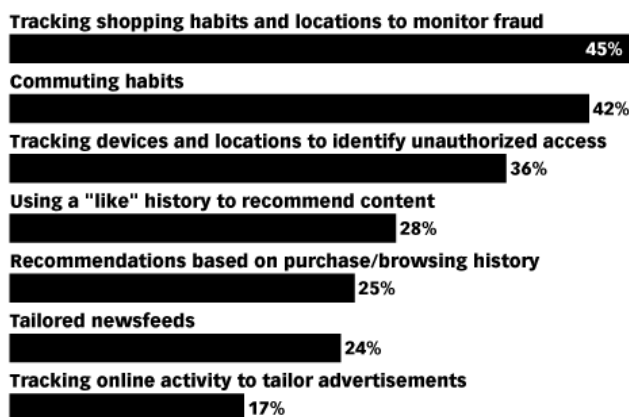 Tracking shopping habits and locations to monitor fraud
45%
Commuting habits
42%
Tracking devices and locations to identify unauthorized access
36%
Using a "like" history to recommend content
28%
Recommendations based on purchase/browsing history
25%
Tailored newsfeeds
24%
Tracking online activity to tailor advertisements
17%